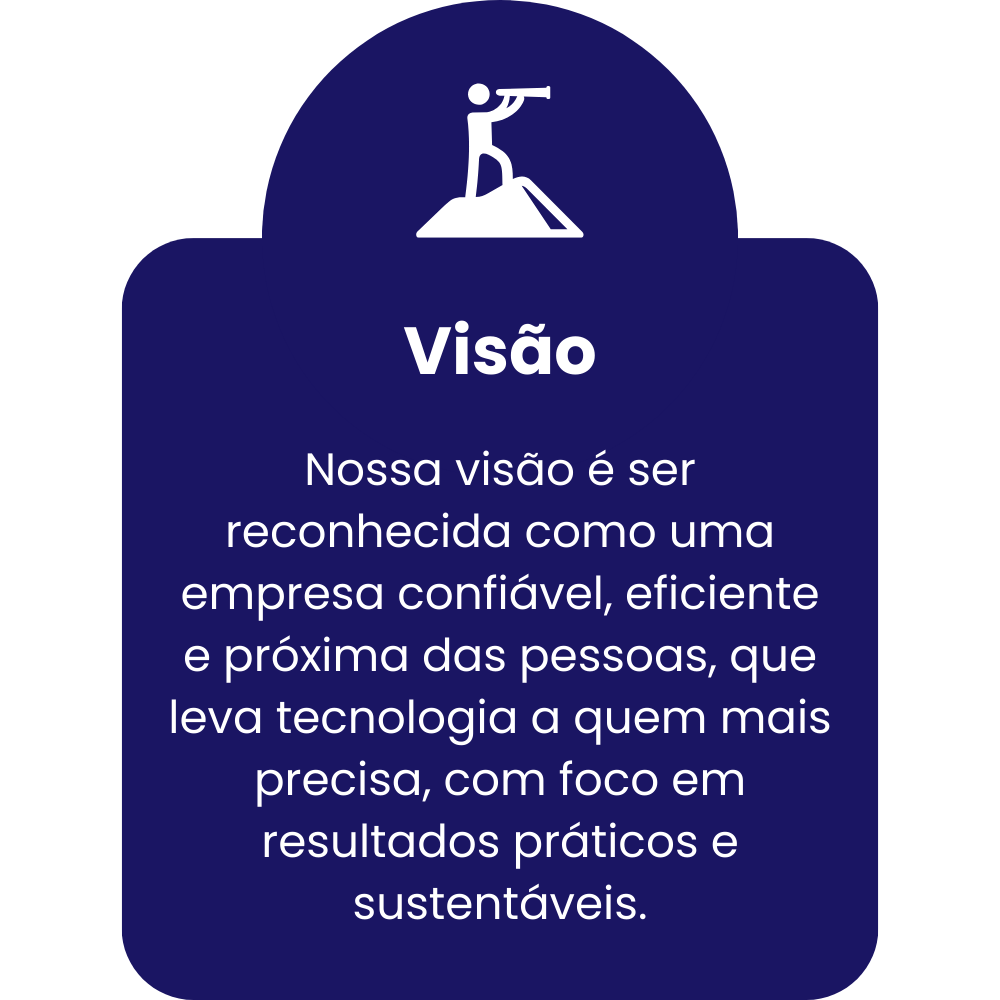 Visão
Nossa visão é ser
reconhecida como uma
empresa confiável, eficiente
e próxima das pessoas, que
leva tecnologia a quem mais
precisa, com foco em
resultados práticos e
sustentáveis.